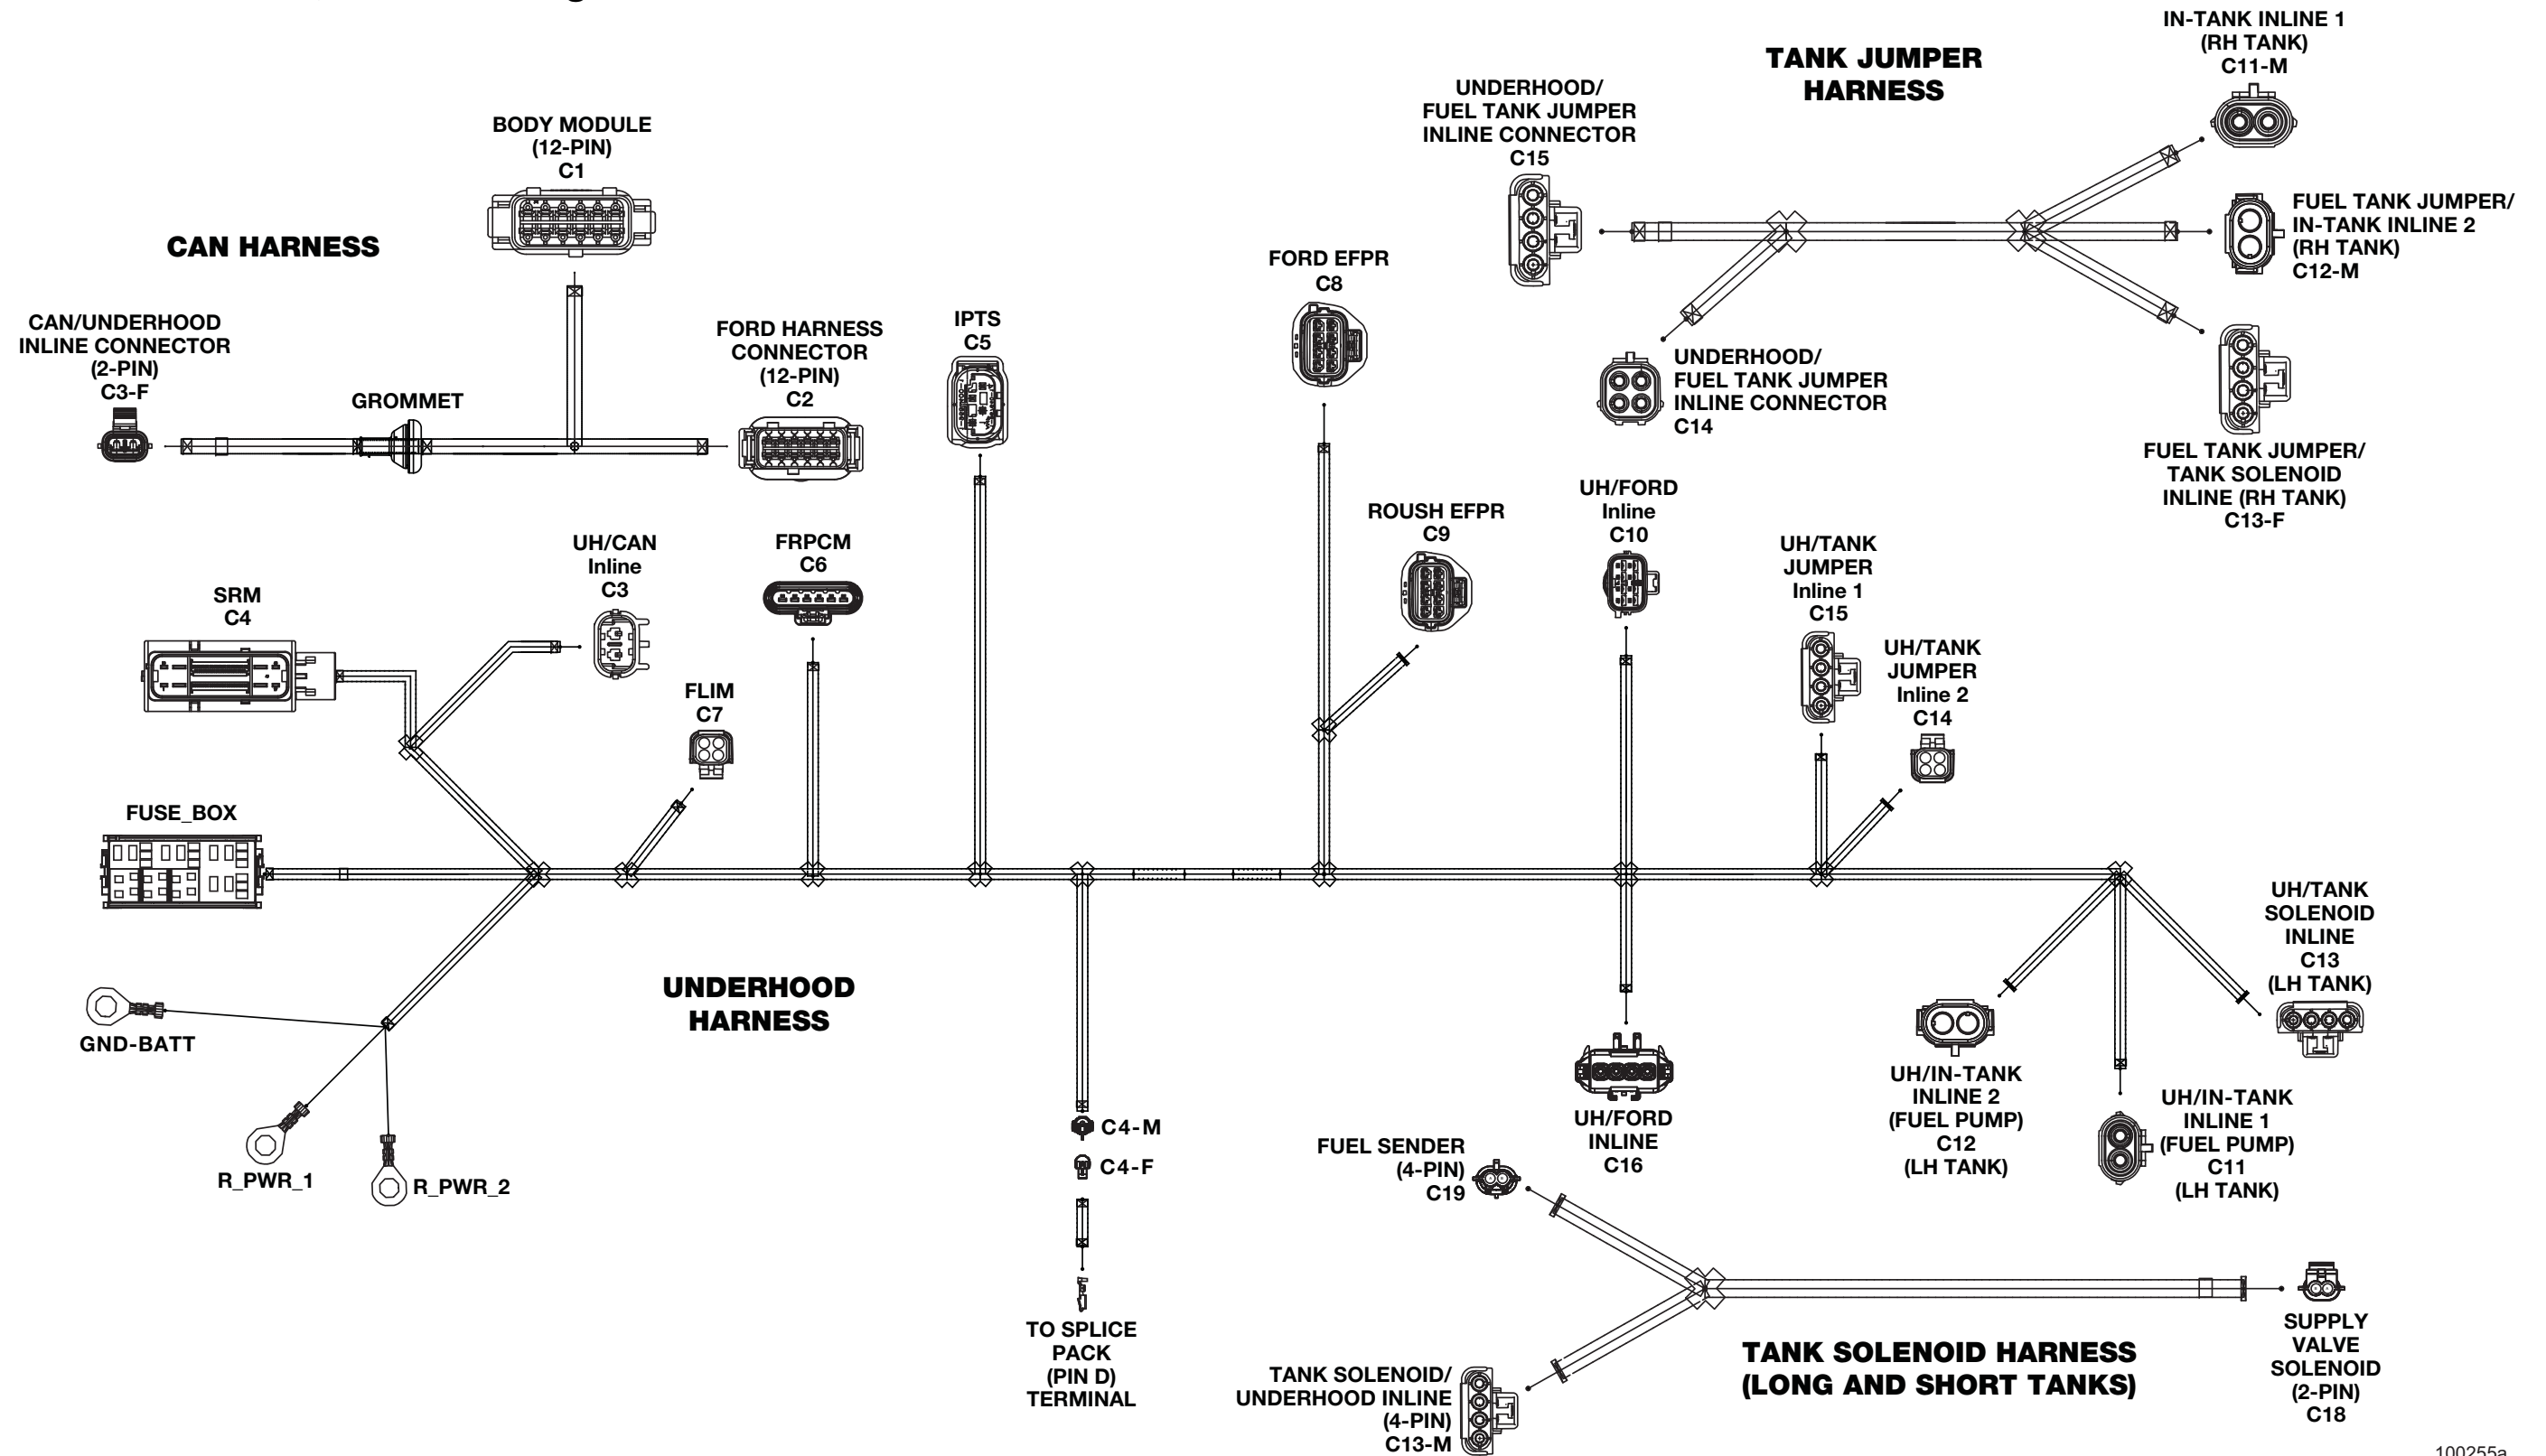 g
IN-TANK INLINE 1
(RH TANK)
C11-M
TANK JUMPER
HARNESS
UNDERHOOD/
FUEL TANK JUMPER
INLINE CONNECTOR
C15
BODY MODULE
(12-PIN)
C1
FUEL TANK JUMPER/
IN-TANK INLINE 2
(RH TANK)
C12-M
CAN HARNESS
FORD EFPR
C8
CAN/UNDERHOOD
INLINE CONNECTOR
(2-PIN)
C3-F
GROMMET
FORD HARNESS
CONNECTOR
(12-PIN)
C2
IPTS
C5
UNDERHOOD/
FUEL TANK JUMPER
INLINE CONNECTOR
C14
FUEL TANK JUMPER/
TANK SOLENOID
INLINE (RH TANK)
C13-F
UH/FORD
Inline
C10
ROUSH EFPR
C9
UH/CAN
Inline
C3
FRPCM
C6
UH/TANK
JUMPER
Inline 1
C15
SRM
C4
UH/TANK
JUMPER
Inline 2
C14
FLIM
C7
FUSE_BOX
UH/TANK
SOLENOID
INLINE
C13
(LH TANK)
UNDERHOOD
HARNESS
GND-BATT
R_PWR_1
R_PWR_2
C4-M
C4-F
TO SPLICE
PACK
(PIN D)
TERMINAL
UH/FORD
INLINE
C16
UH/IN-TANK
INLINE 2
(FUEL PUMP)
C12
(LH TANK)
UH/IN-TANK
INLINE 1
(FUEL PUMP)
C11
(LH TANK)
FUEL SENDER
(4-PIN)
C19
TANK SOLENOID/
UNDERHOOD INLINE
(4-PIN)
C13-M
TANK SOLENOID HARNESS
(LONG AND SHORT TANKS)
SUPPLY
VALVE
SOLENOID
(2-PIN)
C18
100255a